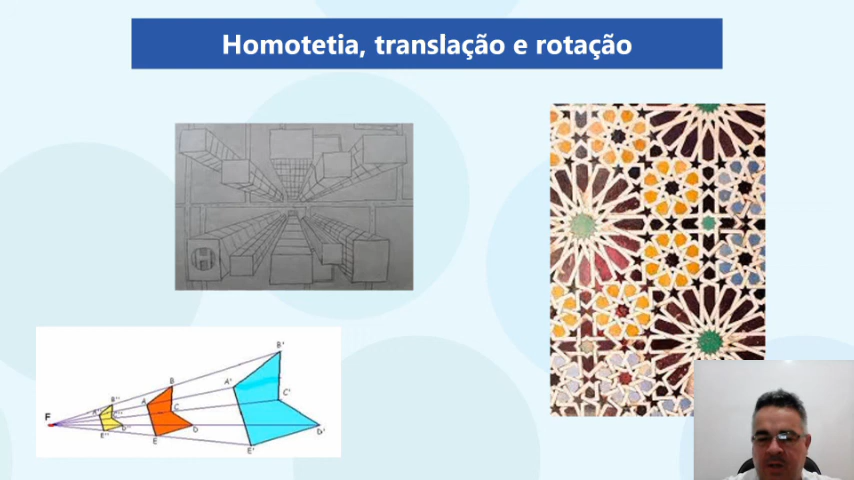 Homotetia, translação e rotação
H
B'
A'
C'
B
A
C
D
E
B''
A''
C''
D''
E''
F
D'
E'